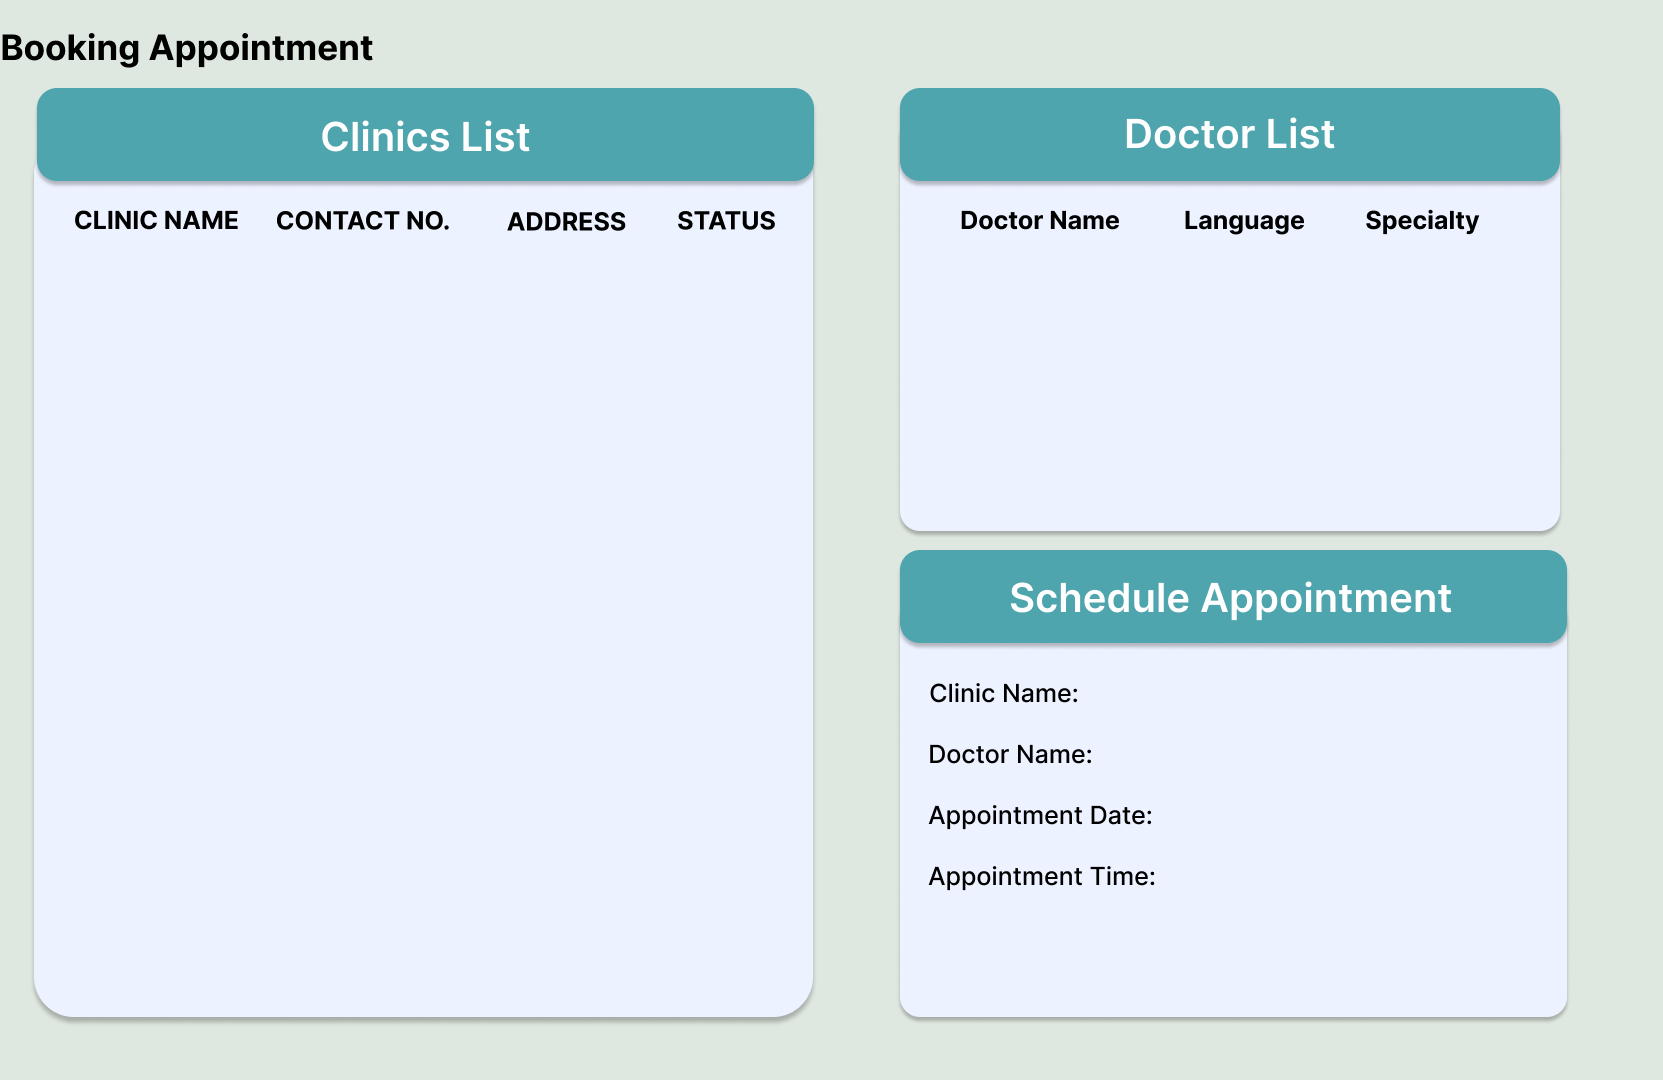 Booking Appointment
Clinics List
CLINIC NAME CONTACT NO. ADDRESS STATUS
Doctor List
Doctor Name Language Specialty
Schedule Appointment
Clinic Name:
Doctor Name:
Appointment Date:
Appointment Time: